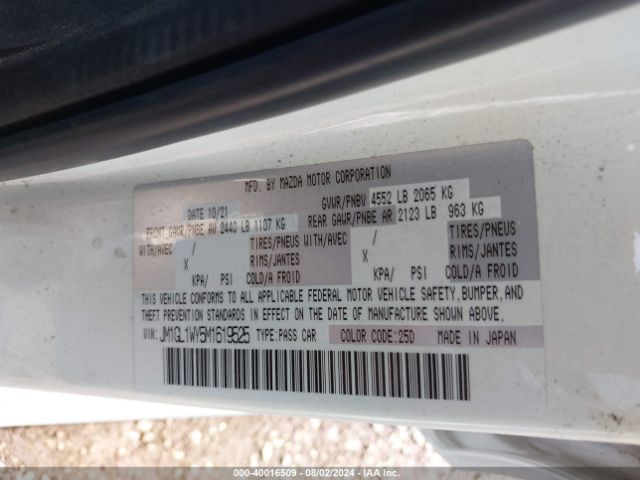 MFD. BY MAZDA MOTOR CORPORATION
DATE 10/21 GVWR/PNBV 4552 LB 2065 KG
FRONT GAWR/PNBE AV 2440 LB 1107 KG REAR GAWR/PNBE AR 2123 LB 963 KG
WITH/AVEC / TIRES/PNEUS WITH/AVEC / TIRES/PNEUS
X RIMS/JANTES X RIMS/JANTES
KPA/ PSI COLD/A FROID KPA/ PSI COLD/A FROID
THIS VEHICLE CONFORMS TO ALL APPLICABLE FEDERAL MOTOR VEHICLE SAFETY, BUMPER, AND
THEFT PREVENTION STANDARDS IN EFFECT ON THE DATE OF MANUFACTURE SHOWN ABOVE.
VIN: JM1GL1WY5M1619525 TYPE:PASS CAR COLOR CODE:25D MADE IN JAPAN
000-40016509 - 08/02/2024 - IAA Inc.